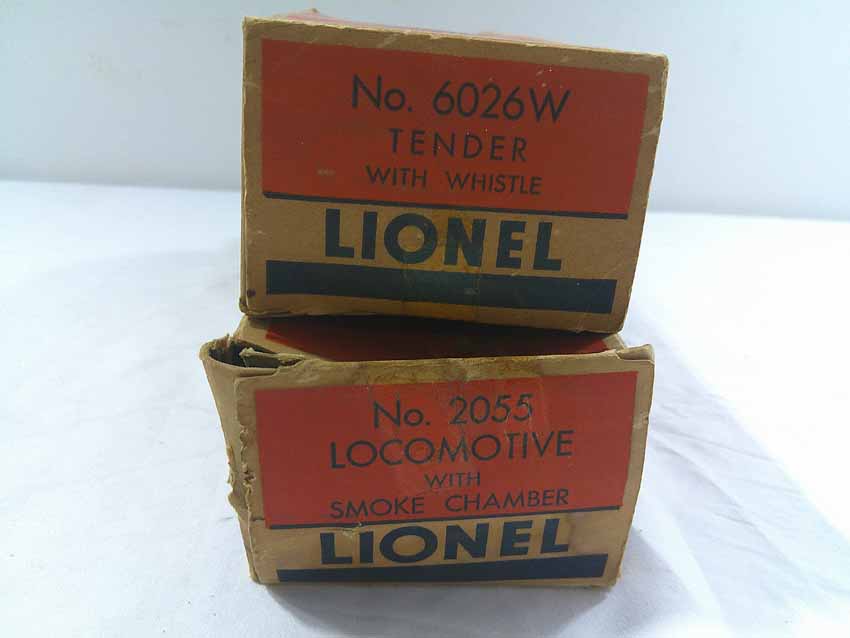 No. 6026W
TENDER
WITH WHISTLE
LIONEL
No. 2055
LOCOMOTIVE
WITH
SMOKE CHAMBER
LIONEL